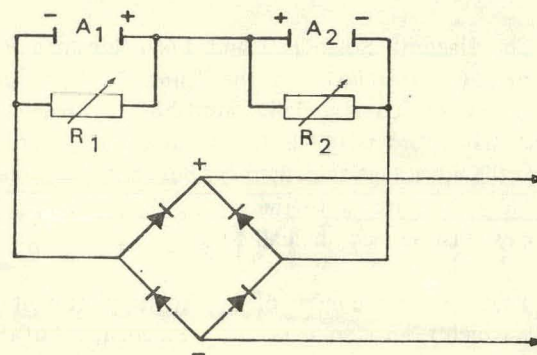 - A1 + + A2 -
R1 R2
+
-